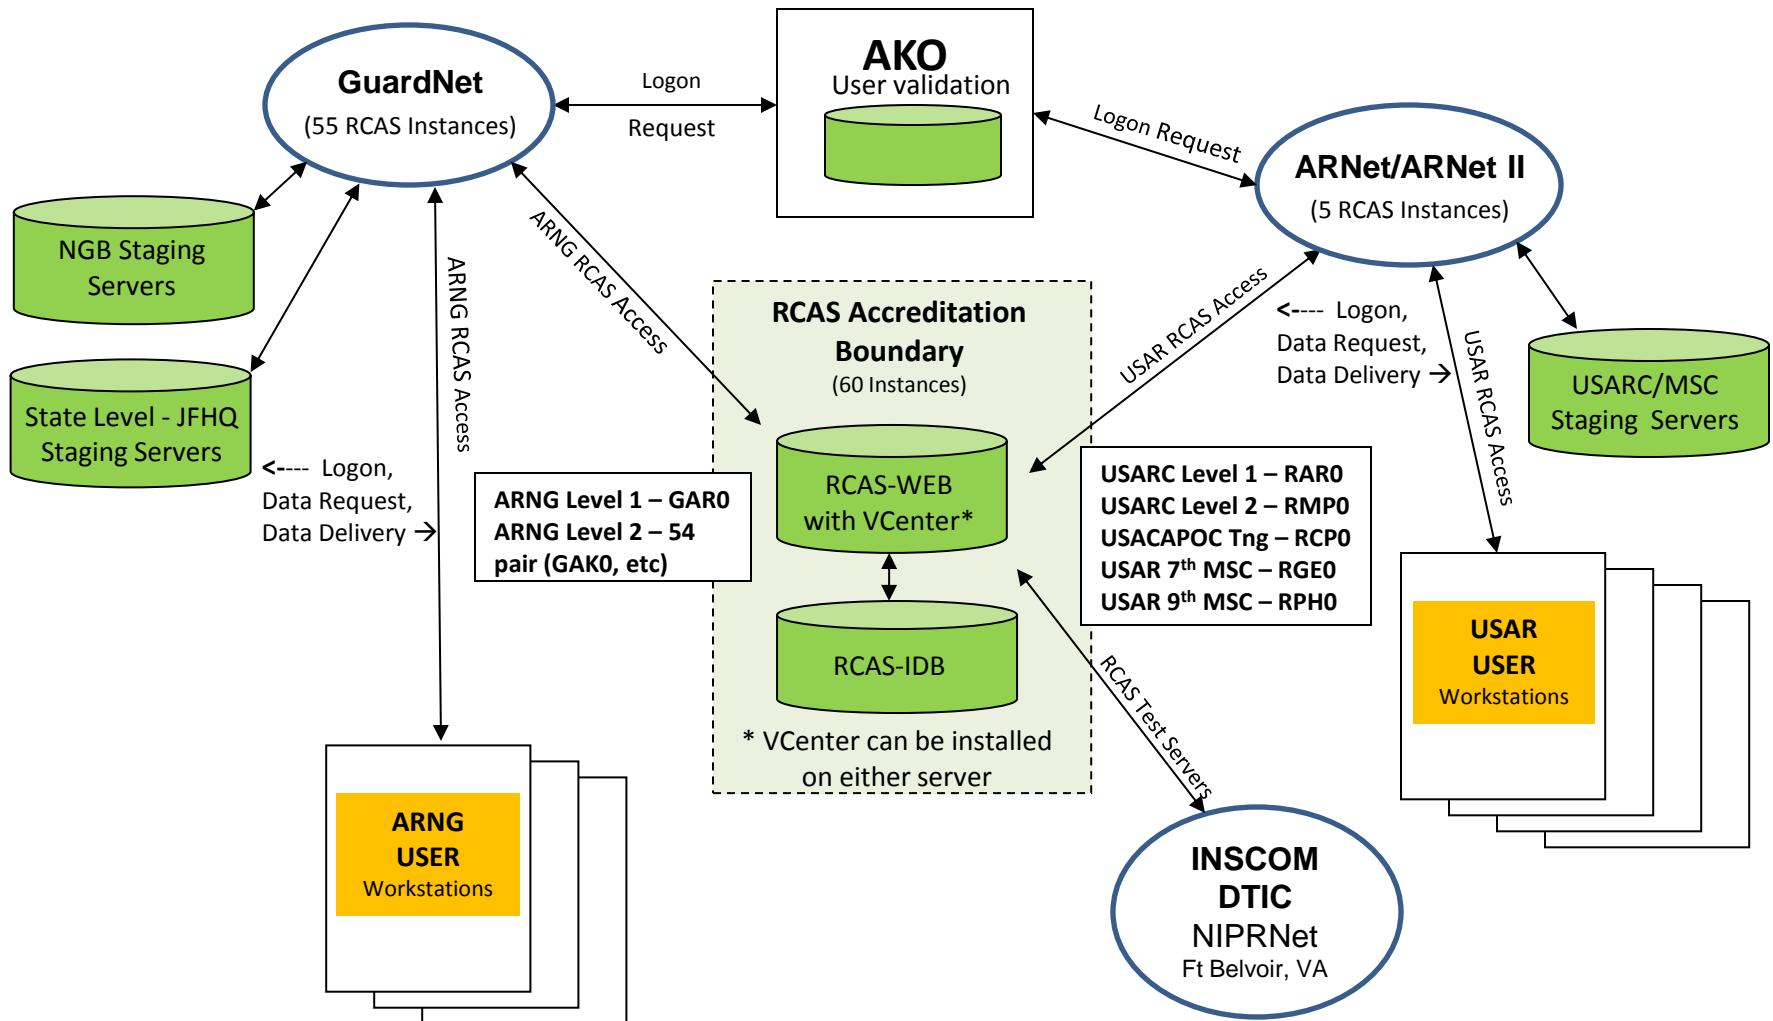 GuardNet
(55 RCAS Instances)
Logon
Request
AKO
User validation
Logon Request
ARNet/ARNet II
(5 RCAS Instances)
NGB Staging
Servers
State Level - JFHQ
Staging Servers
ARNG RCAS Access
ARNG RCAS Access
<---- Logon,
Data Request,
Data Delivery →
ARNG Level 1 – GAR0
ARNG Level 2 – 54
pair (GAK0, etc)
RCAS Accreditation
Boundary
(60 Instances)
RCAS-WEB
with VCenter*
RCAS-IDB
* VCenter can be installed
on either server
USAR RCAS Access
<---- Logon,
Data Request,
Data Delivery →
USAR RCAS Access
USARC/MSC
Staging Servers
USARC Level 1 – RAR0
USARC Level 2 – RMP0
USACAPOC Tng – RCP0
USAR 7th MSC – RGE0
USAR 9th MSC – RPH0
RCAS Test Servers
USAR
USER
Workstations
ARNG
USER
Workstations
INSCOM
DTIC
NIPRNet
Ft Belvoir, VA